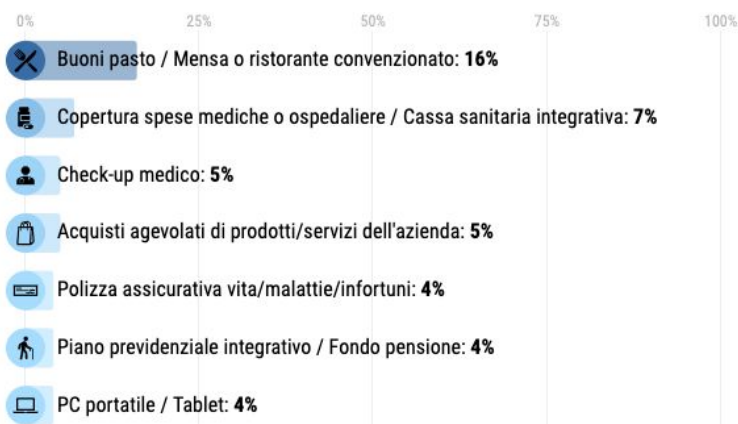 0% 25% 50% 75% 100%
Buoni pasto / Mensa o ristorante convenzionato: 16%
Copertura spese mediche o ospedaliere / Cassa sanitaria integrativa: 7%
Check-up medico: 5%
Acquisti agevolati di prodotti/servizi dell'azienda: 5%
Polizza assicurativa vita/malattie/infortuni: 4%
Piano previdenziale integrativo / Fondo pensione: 4%
PC portatile / Tablet: 4%